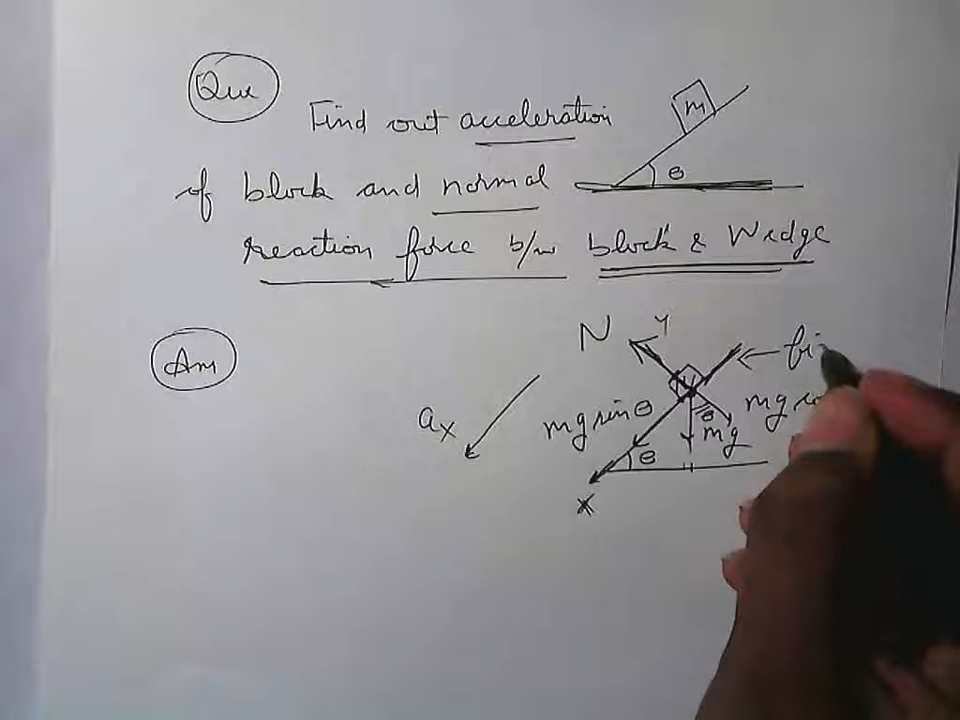 Que
Find out acceleration
m
θ
of block and normal
reaction force b/w block & Wedge
Ans
N
Y
ax
mg sinθ
θ
mg
θ
X